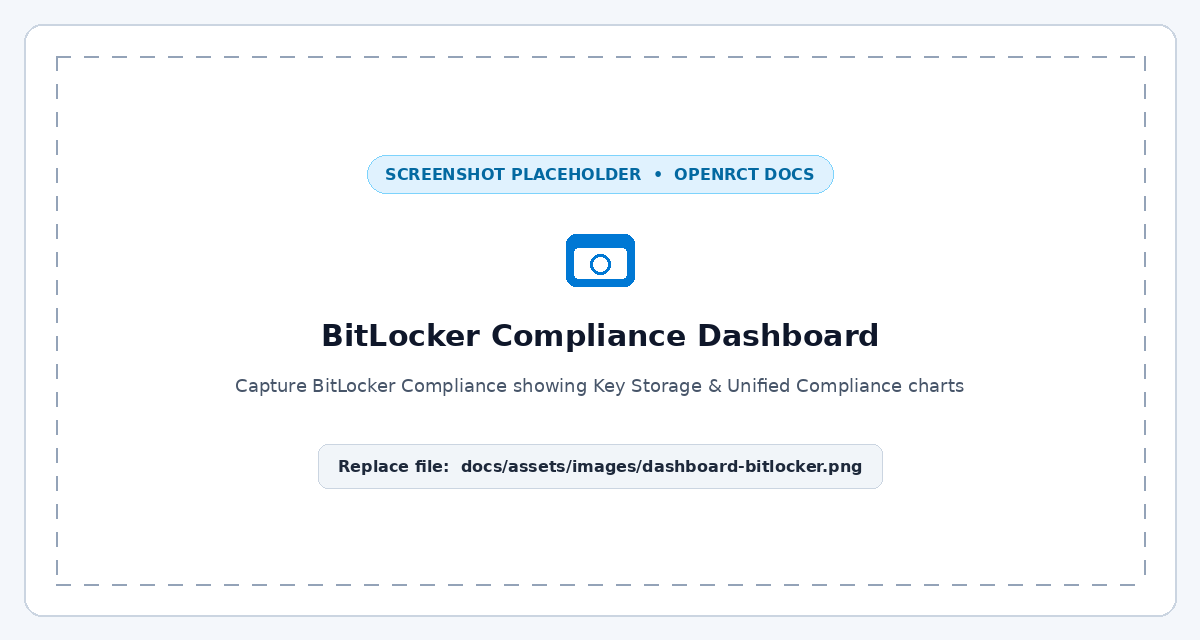 SCREENSHOT PLACEHOLDER • OPENRCT DOCS
BitLocker Compliance Dashboard
Capture BitLocker Compliance showing Key Storage & Unified Compliance charts
Replace file: docs/assets/images/dashboard-bitlocker.png